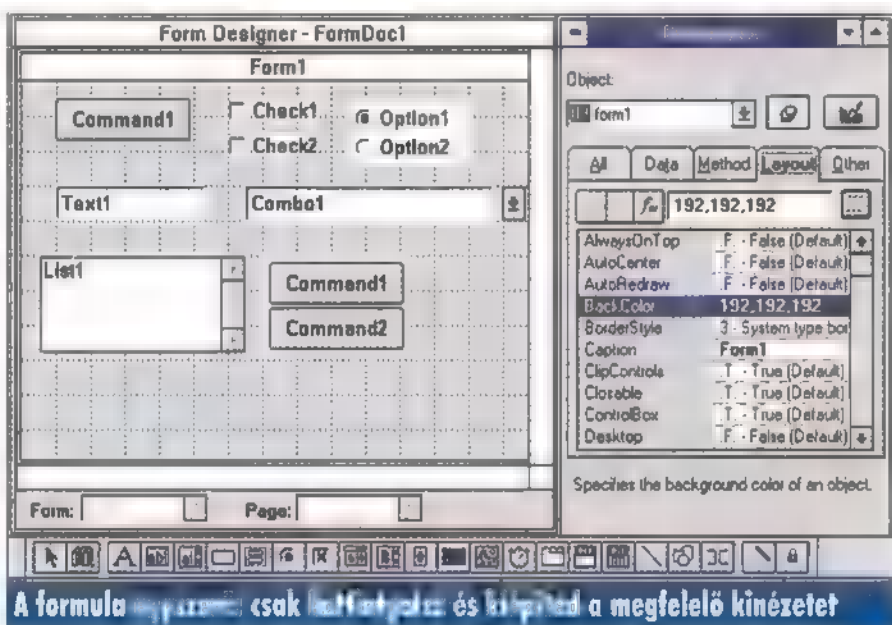 Form Designer - FormDoc1
Form1
Command1
Check1
Check2
Option1
Option2
Text1
Combo1
List1
Command1
Command2
Form:
Page:
Object:
form1
All Data Method Layout Other
192,192,192
AlwaysOnTop .F. - False (Default)
AutoCenter .F. - False (Default)
AutoRedraw .F. - False (Default)
BackColor 192,192,192
BorderStyle 3 - System type bor
Caption Form1
ClipControls .T. - True (Default)
Closable .T. - True (Default)
ControlBox .T. - True (Default)
Desktop .F. - False (Default)
Specifies the background color of an object.
A formula csak és a megfelelő kinézetet